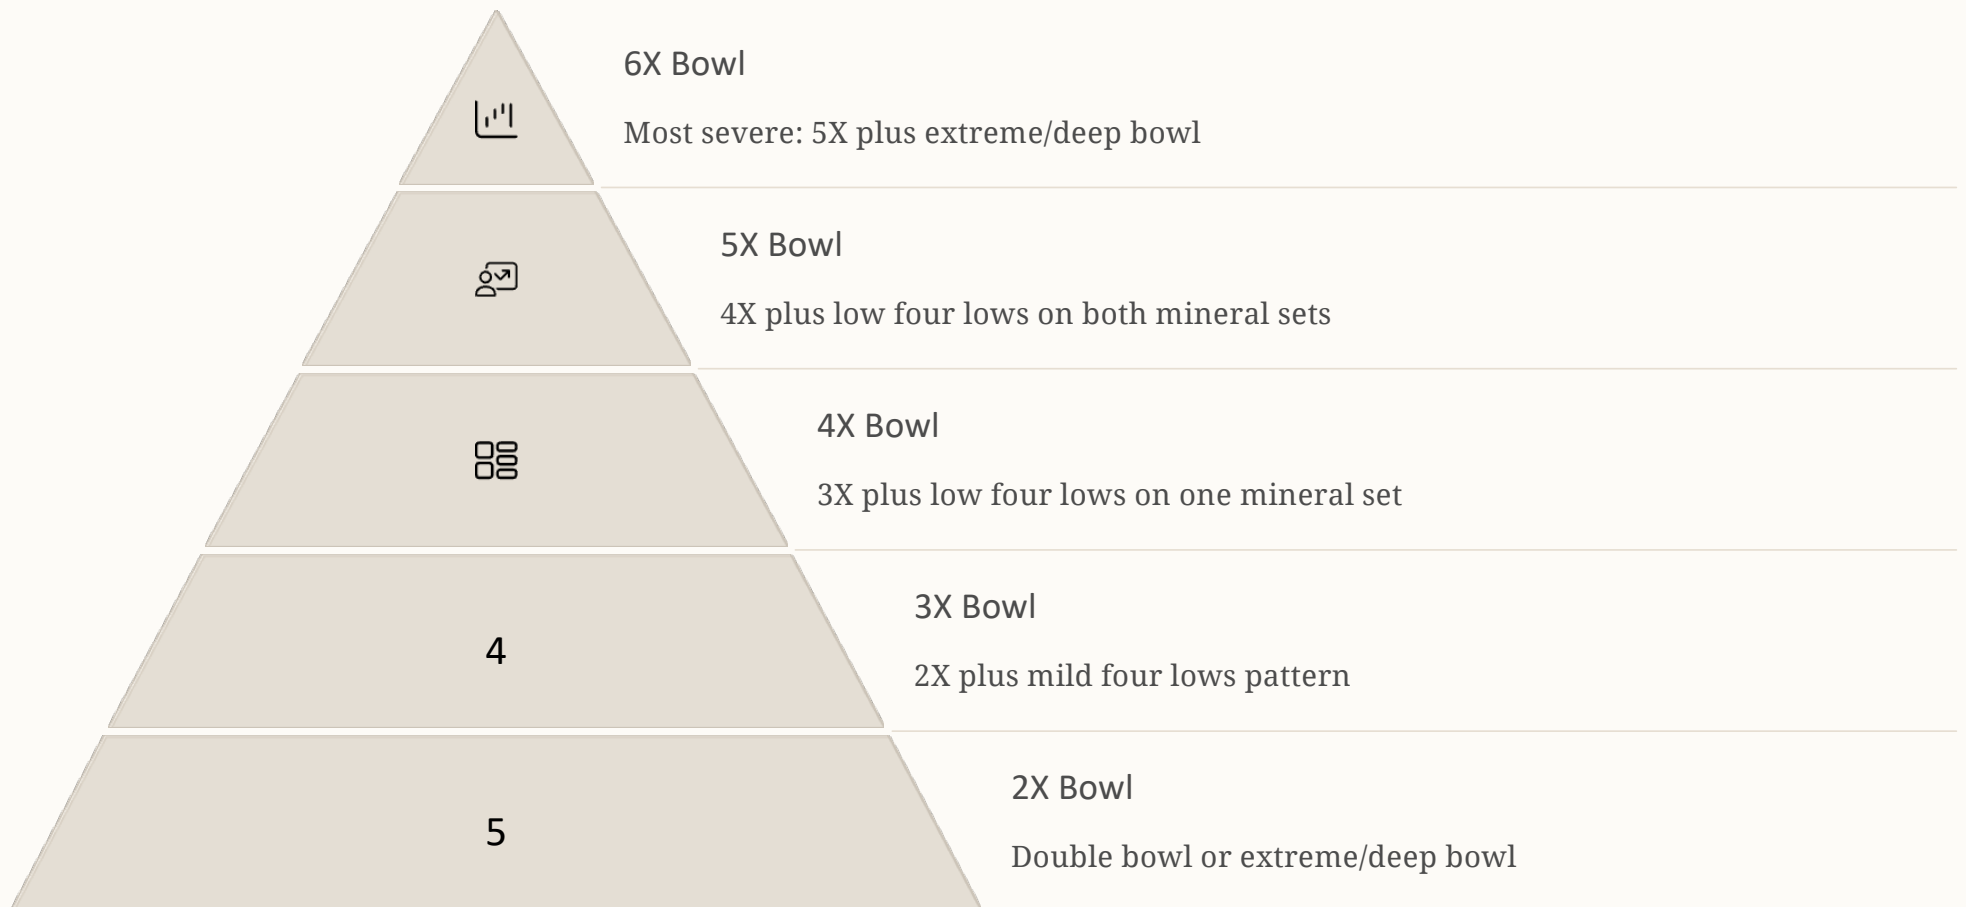 6X Bowl
Most severe: 5X plus extreme/deep bowl
5X Bowl
4X plus low four lows on both mineral sets
4X Bowl
3X plus low four lows on one mineral set
4
3X Bowl
2X plus mild four lows pattern
5
2X Bowl
Double bowl or extreme/deep bowl